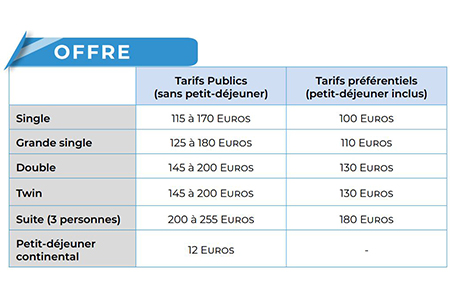 OFFRE
Tarifs Publics Tarifs préférentiels
(sans petit-déjeuner) (petit-déjeuner inclus)
Single 115 à 170 EUROS 100 EUROS
Grande single 125 à 180 EUROS 110 EUROS
Double 145 à 200 EUROS 130 EUROS
Twin 145 à 200 EUROS 130 EUROS
Suite (3 personnes) 200 à 255 EUROS 180 EUROS
Petit-déjeuner
continental 12 EUROS -